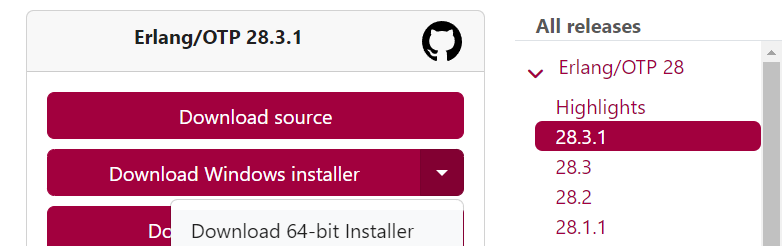 Erlang/OTP 28.3.1
Download source
Download Windows installer
Download 64-bit Installer
All releases
Erlang/OTP 28
Highlights
28.3.1
28.3
28.2
28.1.1